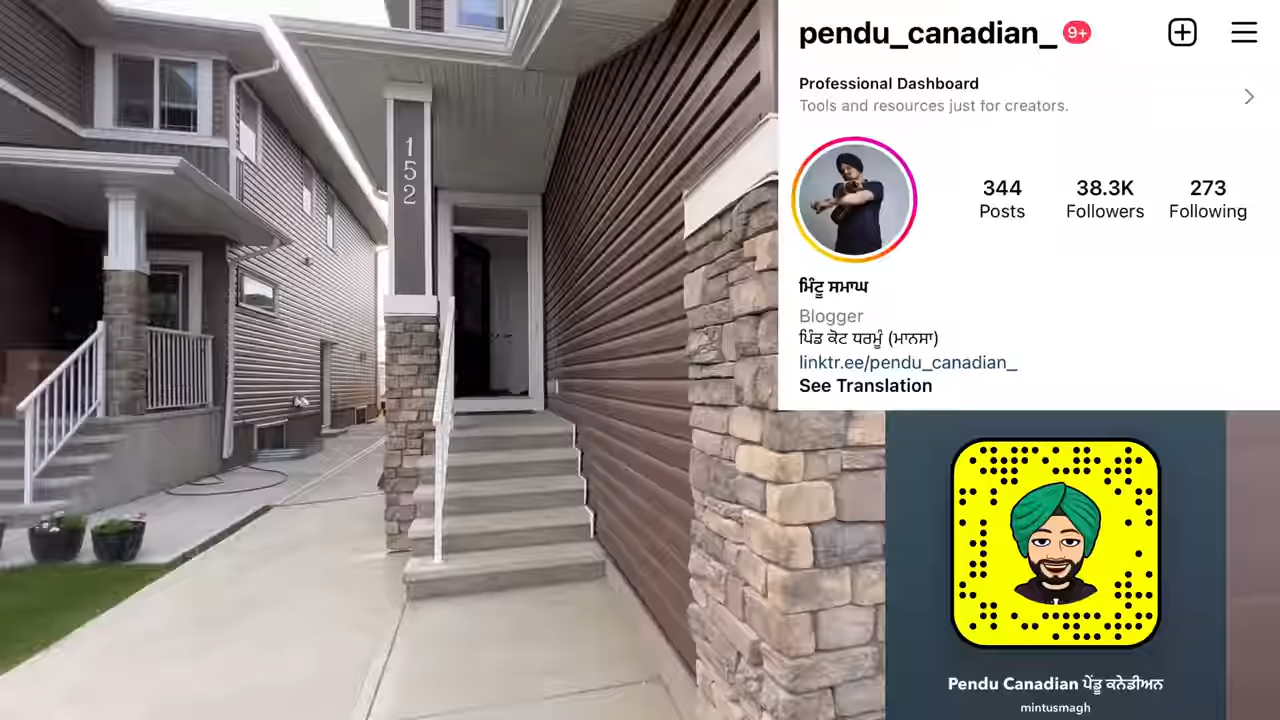 152
pendu_canadian_ 9+
Professional Dashboard
Tools and resources just for creators.
344 38.3K 273
Posts Followers Following
ਮਿੰਟੂ ਸਮਾਘ
Blogger
ਪਿੰਡ ਕੋਟ ਧਰਮੂੰ (ਮਾਨਸਾ)
linktr.ee/pendu_canadian_
See Translation
Pendu Canadian ਪੇਂਡੂ ਕਨੇਡੀਅਨ
mintusmagh